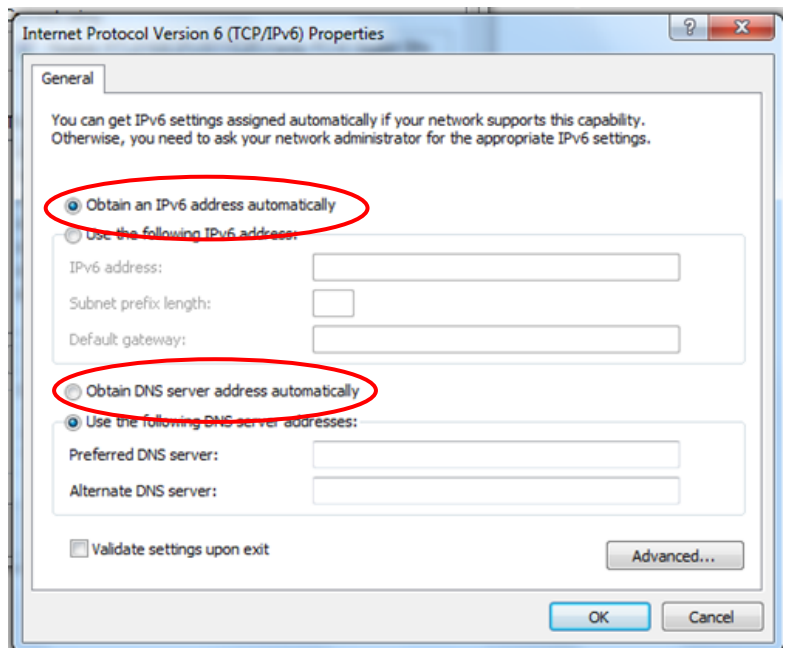 Internet Protocol Version 6 (TCP/IPv6) Properties
General
You can get IPv6 settings assigned automatically if your network supports this capability.
Otherwise, you need to ask your network administrator for the appropriate IPv6 settings.
Obtain an IPv6 address automatically
Use the following IPv6 address:
IPv6 address:
Subnet prefix length:
Default gateway:
Obtain DNS server address automatically
Use the following DNS server addresses:
Preferred DNS server:
Alternate DNS server:
Validate settings upon exit
Advanced...
OK
Cancel